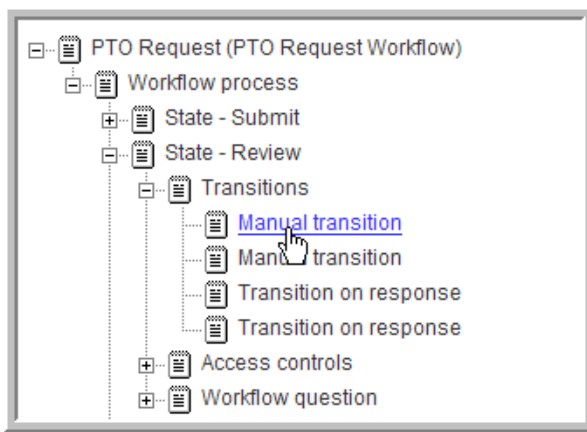 PTO Request (PTO Request Workflow)
Workflow process
State - Submit
State - Review
Transitions
Manual transition
Manual transition
Transition on response
Transition on response
Access controls
Workflow question